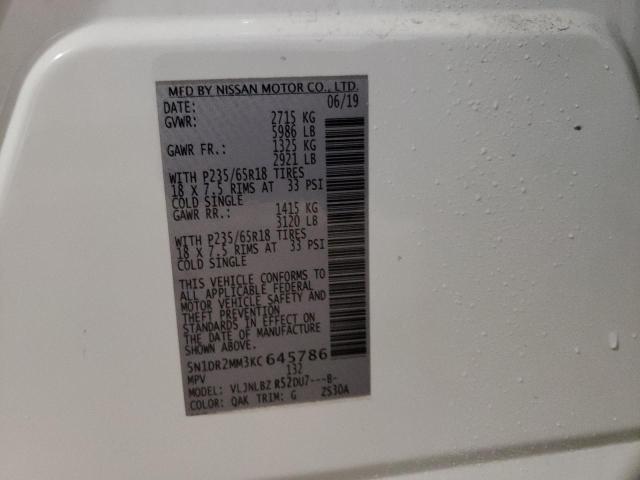 MFD BY NISSAN MOTOR CO., LTD.
DATE: 06/19
GVWR: 2715 KG
5986 LB
GAWR FR.: 1325 KG
2921 LB
WITH P235/65R18 TIRES
18 X 7.5 RIMS AT 33 PSI
COLD SINGLE
GAWR RR.: 1415 KG
3120 LB
WITH P235/65R18 TIRES
18 X 7.5 RIMS AT 33 PSI
COLD SINGLE
THIS VEHICLE CONFORMS TO
ALL APPLICABLE FEDERAL
MOTOR VEHICLE SAFETY AND
THEFT PREVENTION
STANDARDS IN EFFECT ON
THE DATE OF MANUFACTURE
SHOWN ABOVE.
5N1DR2MM3KC645786
MPV 132
MODEL: VLJNLBZ R52DU7---B-
COLOR: QAK TRIM: G ZS30A